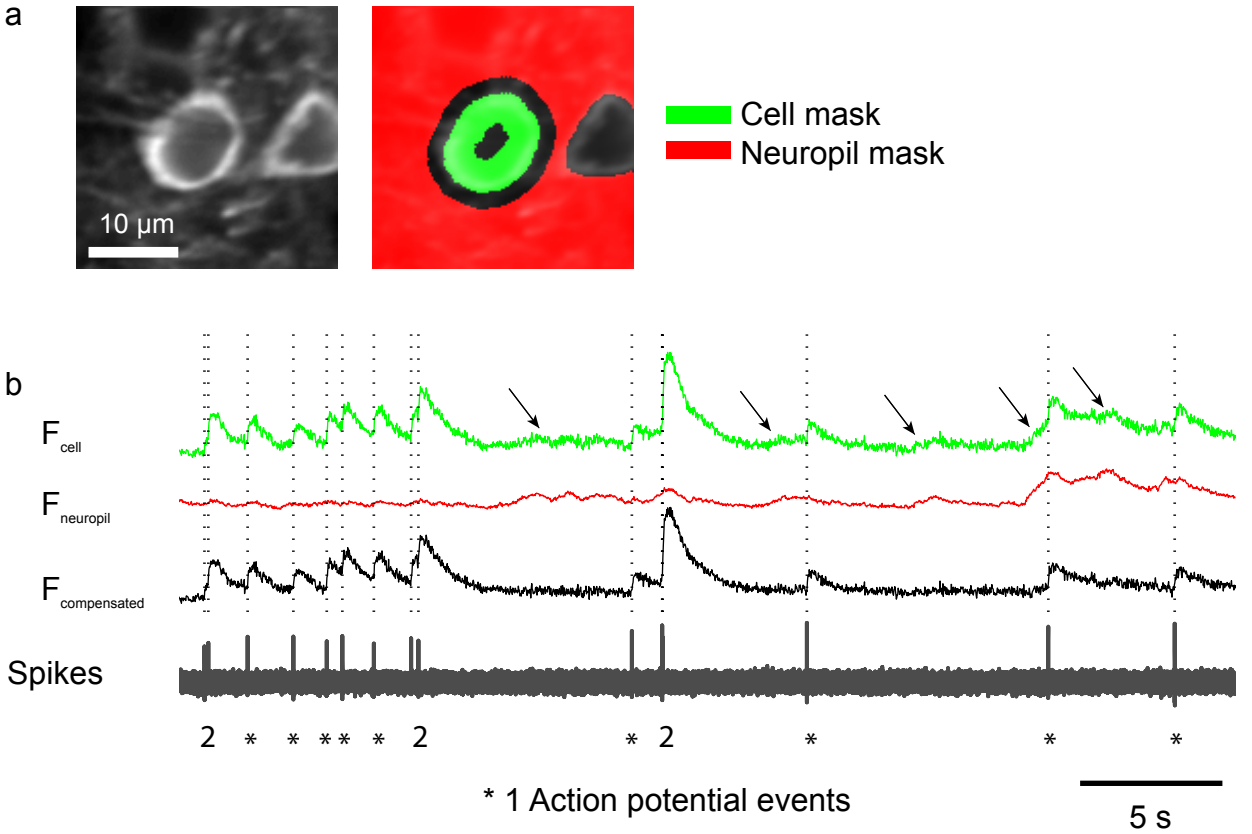 a
10 µm
Cell mask
Neuropil mask
b
Fcell
Fneuropil
Fcompensated
Spikes
2 * * * * * 2 * 2 * * *
* 1 Action potential events
5 s